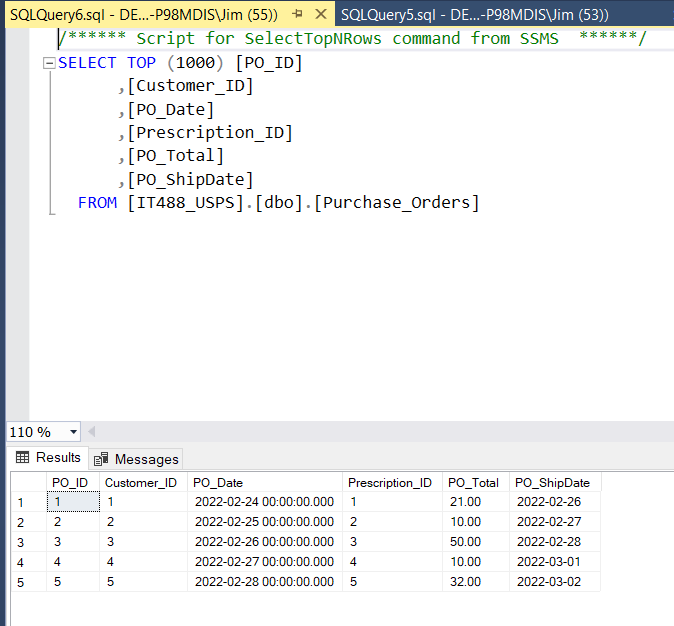 SQLQuery6.sql - DE...-P98MDIS\Jim (55)) SQLQuery5.sql - DE...-P98MDIS\Jim (53))
/****** Script for SelectTopNRows command from SSMS ******/
SELECT TOP (1000) [PO_ID]
,[Customer_ID]
,[PO_Date]
,[Prescription_ID]
,[PO_Total]
,[PO_ShipDate]
FROM [IT488_USPS].[dbo].[Purchase_Orders]
110 %
Results Messages
PO_ID Customer_ID PO_Date Prescription_ID PO_Total PO_ShipDate
1 1 1 2022-02-24 00:00:00.000 1 21.00 2022-02-26
2 2 2 2022-02-25 00:00:00.000 2 10.00 2022-02-27
3 3 3 2022-02-26 00:00:00.000 3 50.00 2022-02-28
4 4 4 2022-02-27 00:00:00.000 4 10.00 2022-03-01
5 5 5 2022-02-28 00:00:00.000 5 32.00 2022-03-02